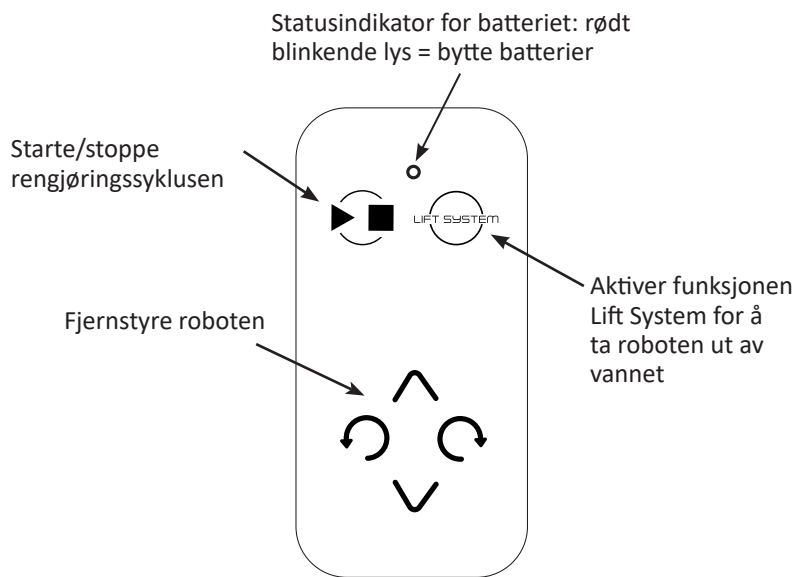 Statusindikator for batteriet: rødt
blinkende lys = bytte batterier
Starte/stoppe
rengjøringssyklusen
LIFT SYSTEM
Aktiver funksjonen
Lift System for å
ta roboten ut av
vannet
Fjernstyre roboten